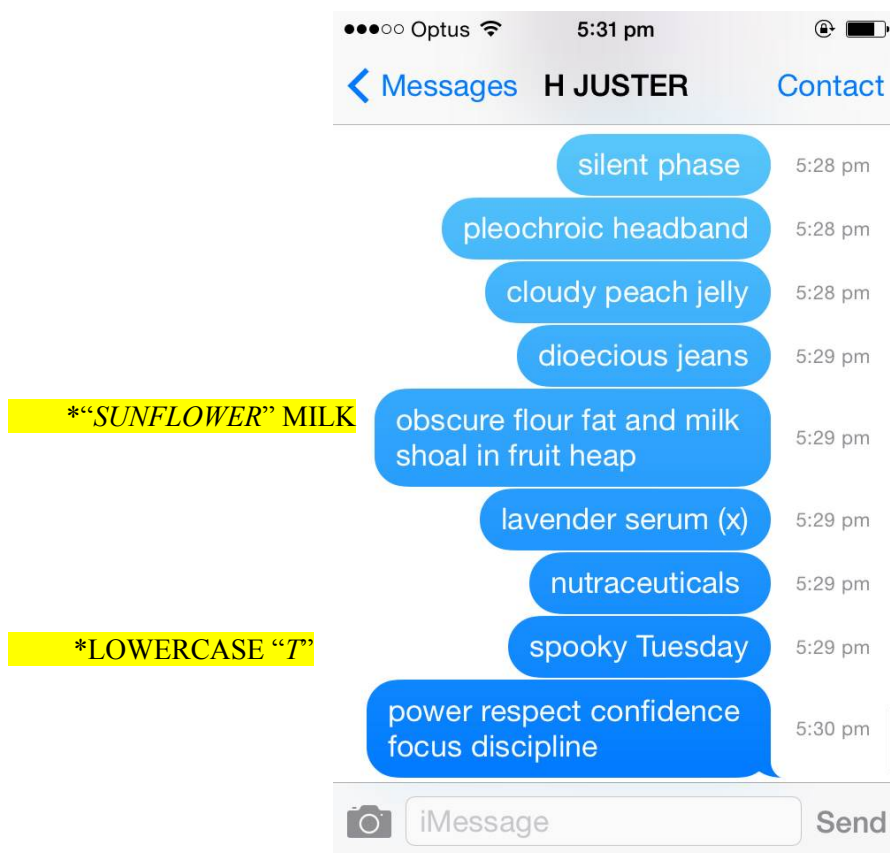 Optus 5:31 pm
Messages H JUSTER Contact
silent phase 5:28 pm
pleochroic headband 5:28 pm
cloudy peach jelly 5:28 pm
dioecious jeans 5:29 pm
*“SUNFLOWER” MILK
obscure flour fat and milk
shoal in fruit heap 5:29 pm
lavender serum (x) 5:29 pm
nutraceuticals 5:29 pm
*LOWERCASE “T”
spooky Tuesday 5:29 pm
power respect confidence
focus discipline 5:30 pm
iMessage Send